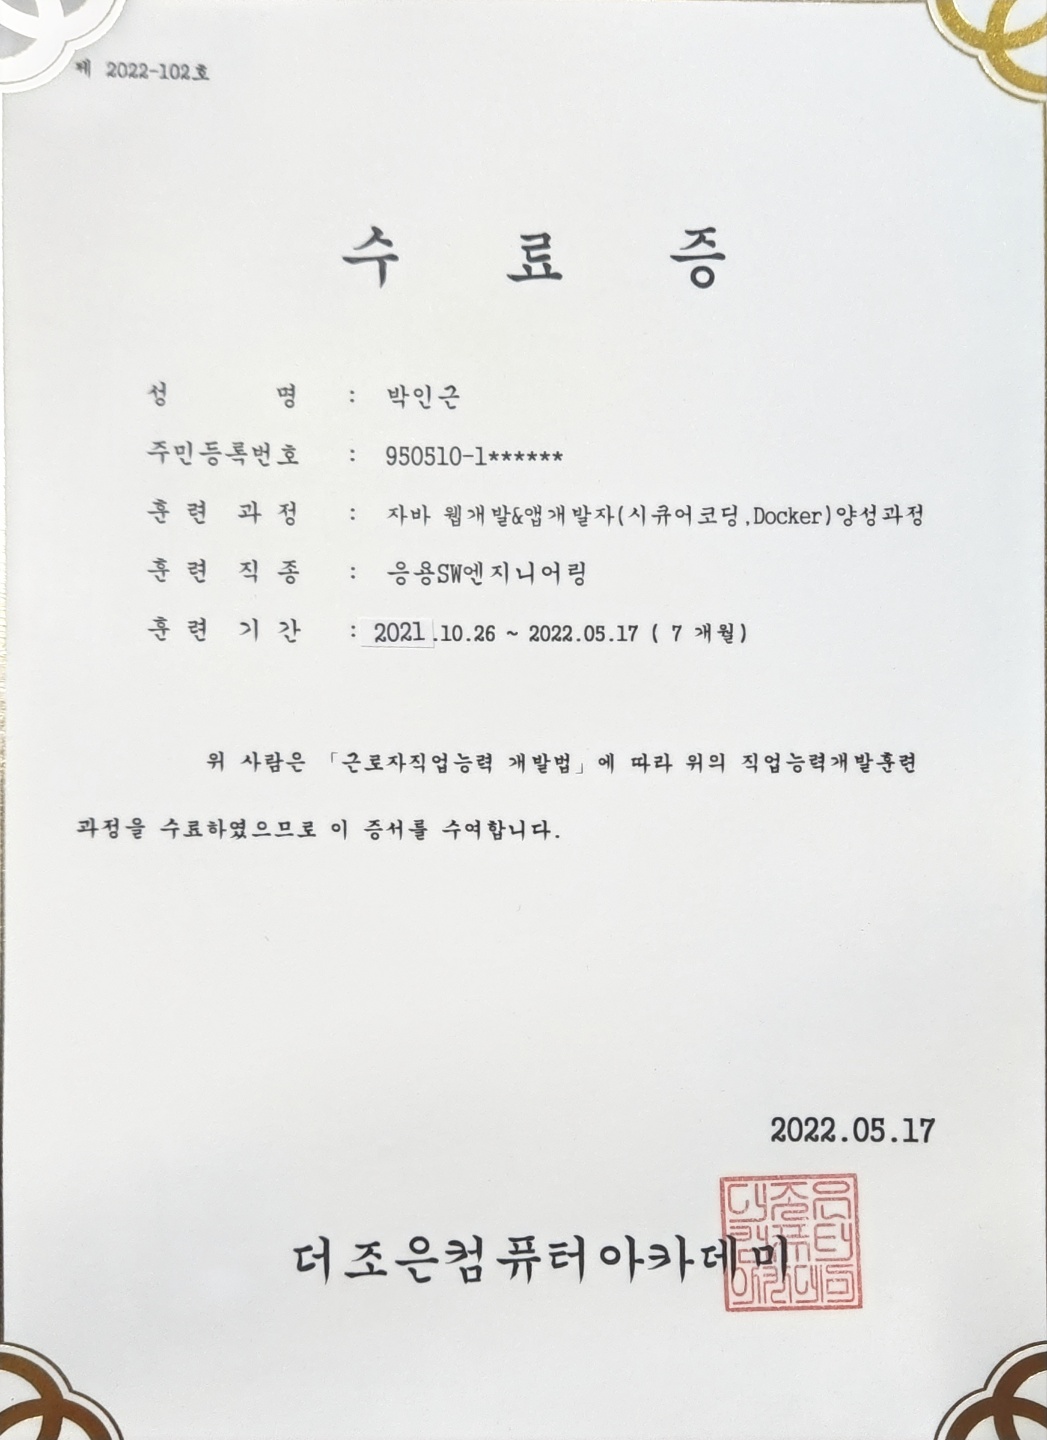 제 2022-102호
수 료 증
성 명 : 박인근
주민등록번호 : 950510-1******
훈 련 과 정 : 자바 웹개발&앱개발자(시큐어코딩,Docker)양성과정
훈 련 직 종 : 응용SW엔지니어링
훈 련 기 간 : 2021.10.26 ~ 2022.05.17 ( 7 개월)
위 사람은 「근로자직업능력 개발법」에 따라 위의 직업능력개발훈련
과정을 수료하였으므로 이 증서를 수여합니다.
2022.05.17
더조은컴퓨터아카데미